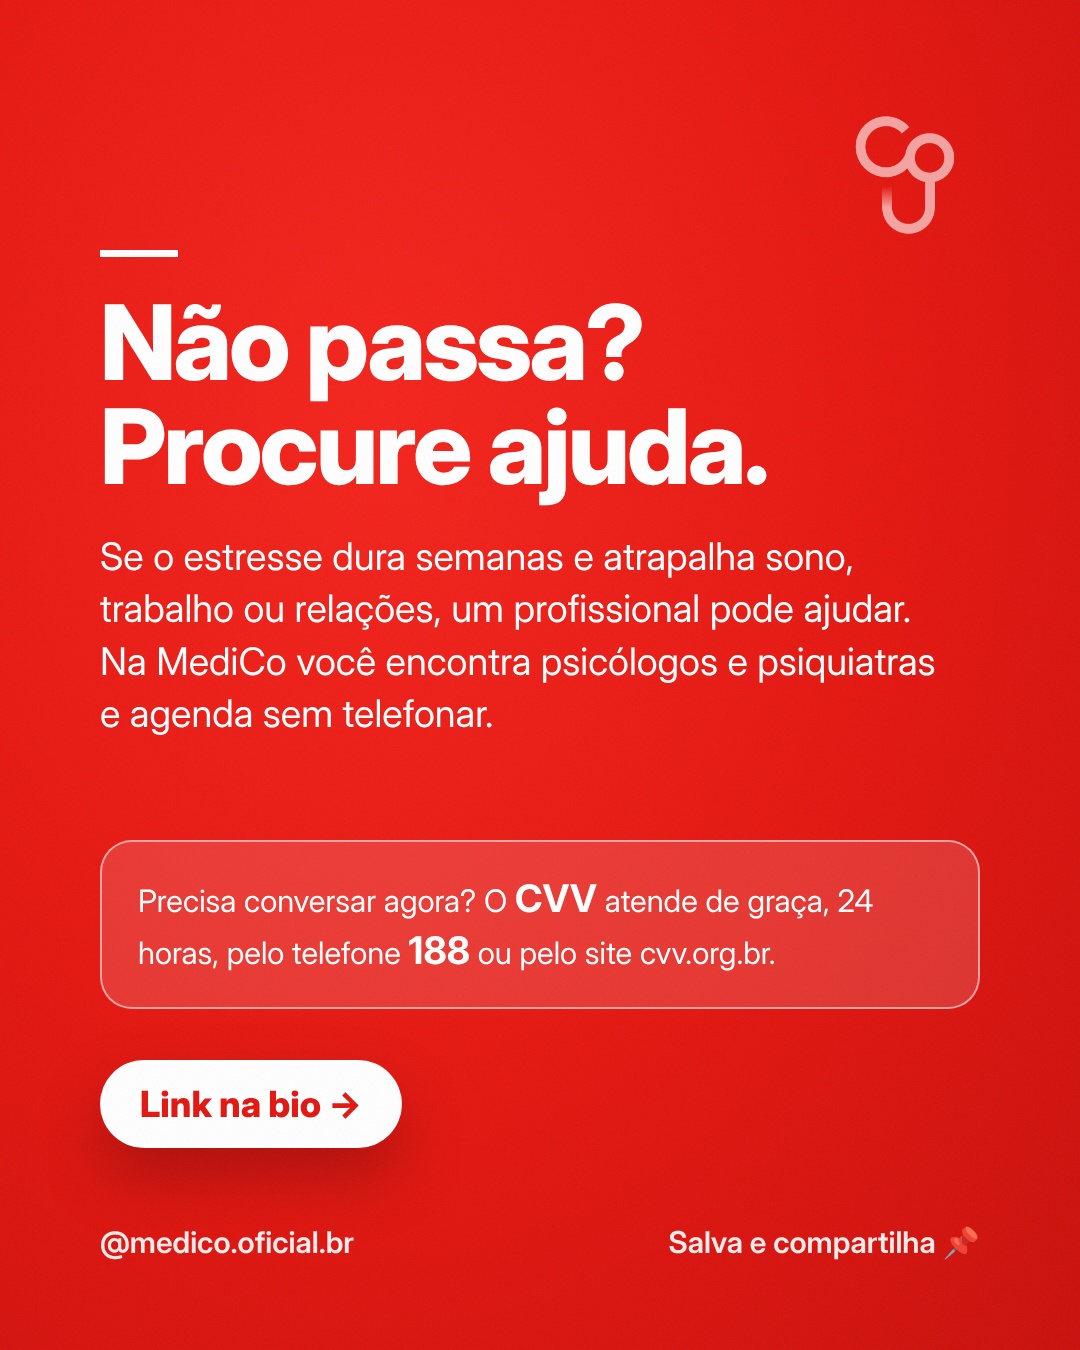 Não passa?
Procure ajuda.
Se o estresse dura semanas e atrapalha sono,
trabalho ou relações, um profissional pode ajudar.
Na MediCo você encontra psicólogos e psiquiatras
e agenda sem telefonar.
Precisa conversar agora? O CVV atende de graça, 24
horas, pelo telefone 188 ou pelo site cvv.org.br.
Link na bio →
@medico.oficial.br
Salva e compartilha 📌